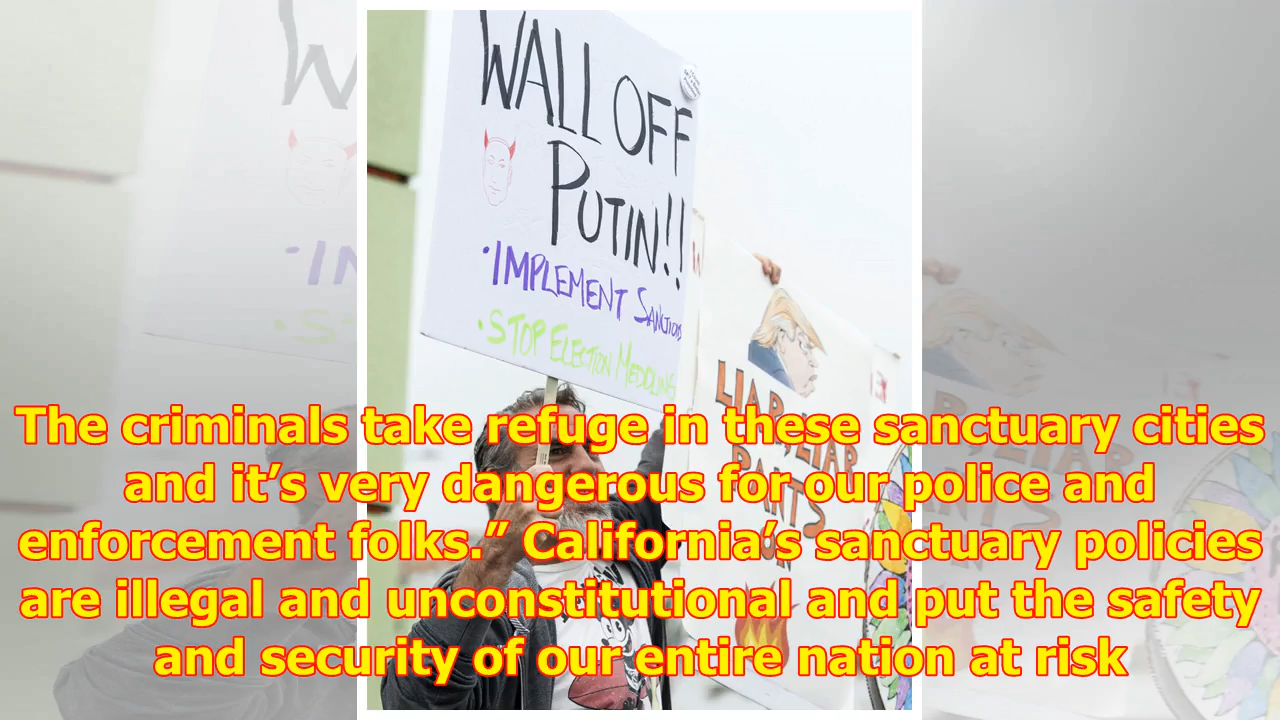 WALL OFF
PUTIN!!
·IMPLEMENT SANCTIONS
·STOP ELECTION MEDDLING
LIAR, LIAR
PANTS
ON
The criminals take refuge in these sanctuary cities
and it’s very dangerous for our police and
enforcement folks.” California’s sanctuary policies
are illegal and unconstitutional and put the safety
and security of our entire nation at risk